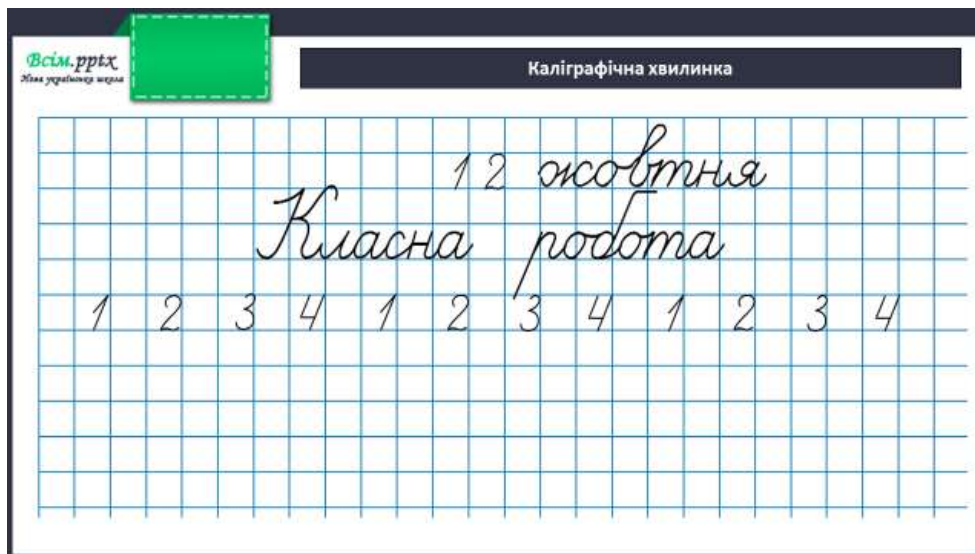 Всім.pptx
Нова українська школа
Каліграфічна хвилинка
12 жовтня
Класна робота
1 2 3 4 1 2 3 4 1 2 3 4